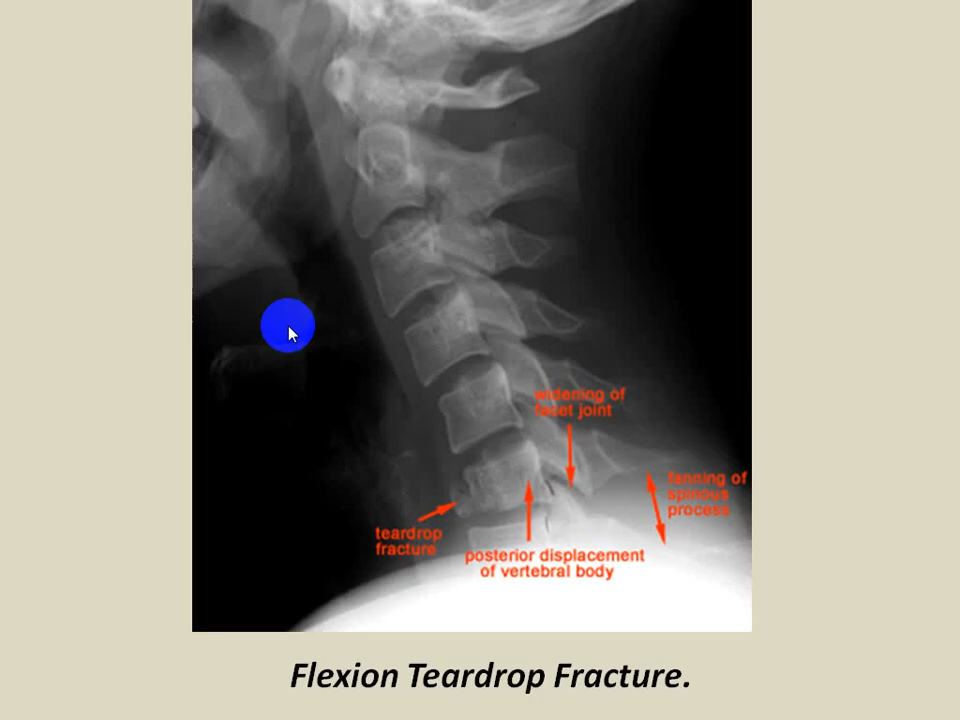 widening of
facet joint
fanning of
spinous
process
teardrop
fracture
posterior displacement
of vertebral body
Flexion Teardrop Fracture.